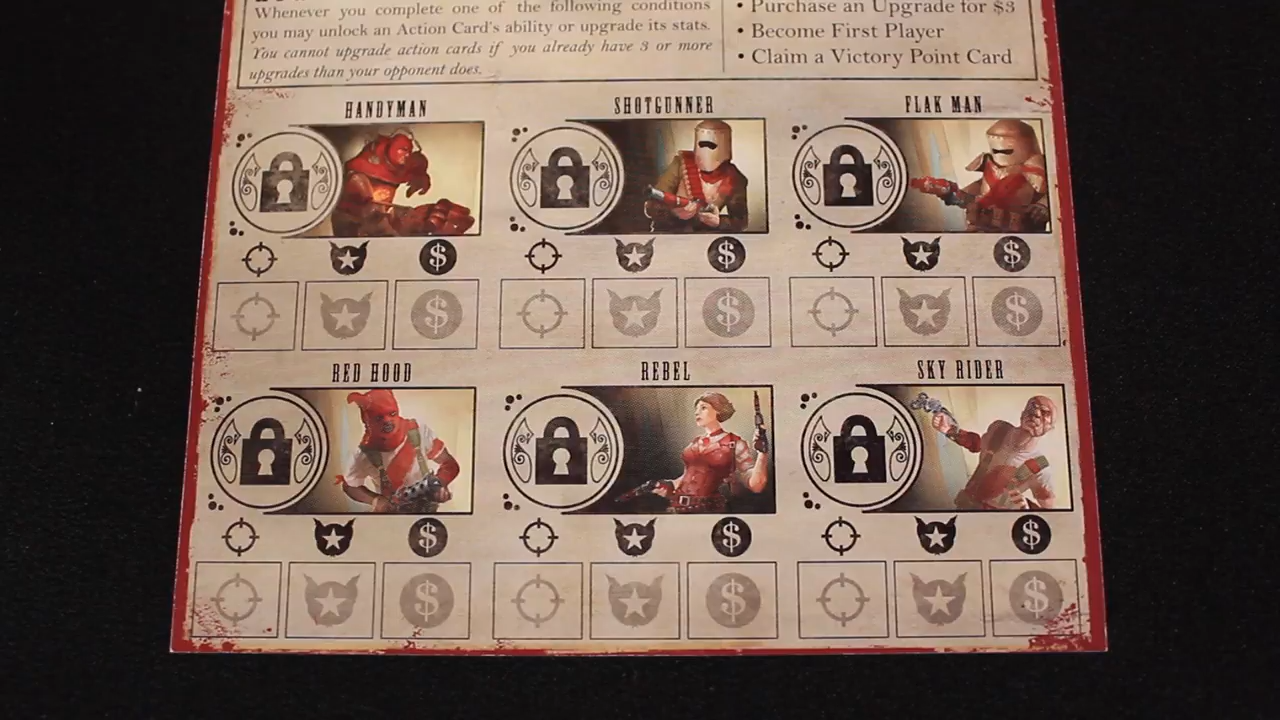 Whenever you complete one of the following conditions
you may unlock an Action Card's ability or upgrade its stats.
You cannot upgrade action cards if you already have 3 or more
upgrades than your opponent does.
• Purchase an Upgrade for $3
• Become First Player
• Claim a Victory Point Card
HANDYMAN
SHOTGUNNER
FLAK MAN
$ $ $
$ $ $
RED HOOD
REBEL
SKY RIDER
$ $ $
$ $ $